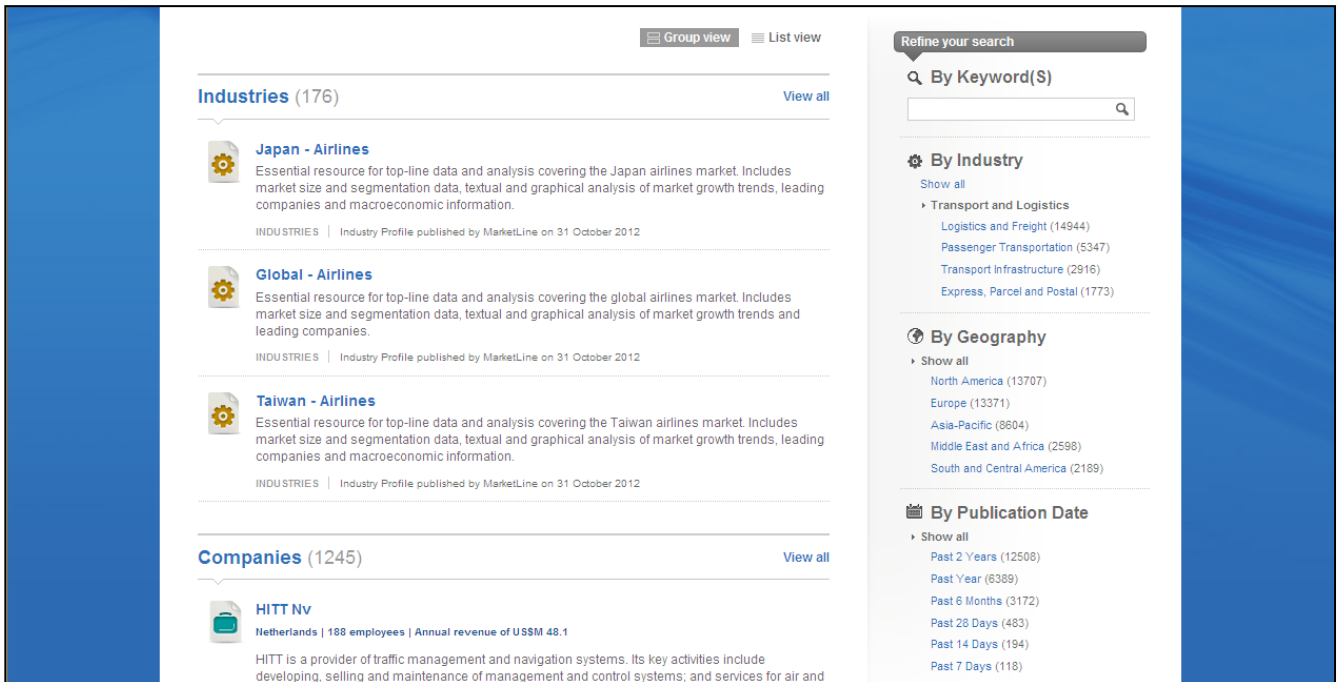 Group view
List view
Industries (176)
View all
Japan - Airlines
Essential resource for top-line data and analysis covering the Japan airlines market. Includes
market size and segmentation data, textual and graphical analysis of market growth trends, leading
companies and macroeconomic information.
INDUSTRIES | Industry Profile published by MarketLine on 31 October 2012
Global - Airlines
Essential resource for top-line data and analysis covering the global airlines market. Includes
market size and segmentation data, textual and graphical analysis of market growth trends and
leading companies.
INDUSTRIES | Industry Profile published by MarketLine on 31 October 2012
Taiwan - Airlines
Essential resource for top-line data and analysis covering the Taiwan airlines market. Includes
market size and segmentation data, textual and graphical analysis of market growth trends, leading
companies and macroeconomic information.
INDUSTRIES | Industry Profile published by MarketLine on 31 October 2012
Companies (1245)
View all
HITT Nv
Netherlands | 188 employees | Annual revenue of US$M 48.1
HITT is a provider of traffic management and navigation systems. Its key activities include
developing, selling and maintenance of management and control systems; and services for air and
Refine your search
By Keyword(S)
By Industry
Show all
Transport and Logistics
Logistics and Freight (14944)
Passenger Transportation (5347)
Transport Infrastructure (2916)
Express, Parcel and Postal (1773)
By Geography
Show all
North America (13707)
Europe (13371)
Asia-Pacific (8604)
Middle East and Africa (2598)
South and Central America (2189)
By Publication Date
Show all
Past 2 Years (12508)
Past Year (6389)
Past 6 Months (3172)
Past 28 Days (483)
Past 14 Days (194)
Past 7 Days (118)